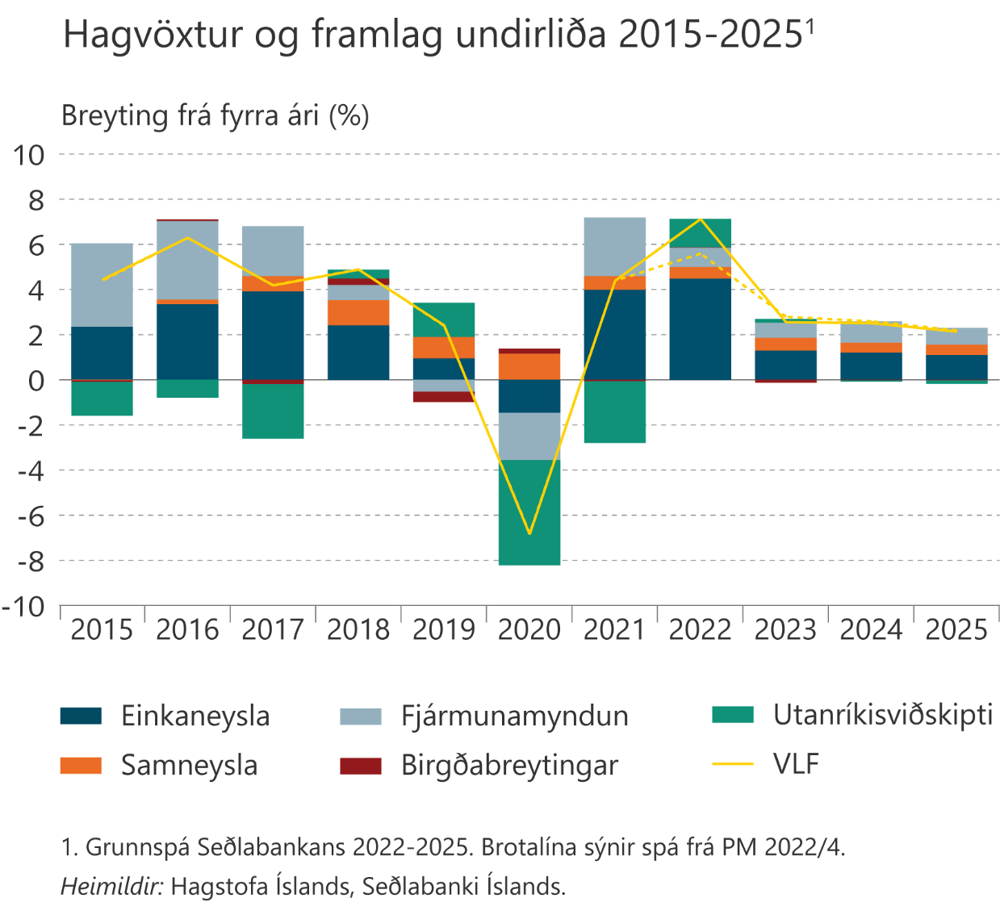 Hagvöxtur og framlag undirliða 2015-2025¹
Breyting frá fyrra ári (%)
10
8
6
4
2
0
-2
-4
-6
-8
-10
2015 2016 2017 2018 2019 2020 2021 2022 2023 2024 2025
Einkaneysla Fjármunamyndun Utanríkisviðskipti
Samneysla Birgðabreytingar VLF
1. Grunnspá Seðlabankans 2022-2025. Brotalína sýnir spá frá PM 2022/4.
Heimildir: Hagstofa Íslands, Seðlabanki Íslands.